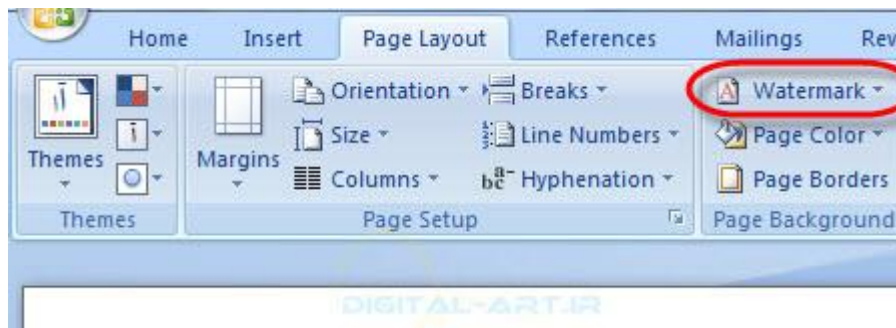 Home Insert Page Layout References Mailings
Orientation Breaks Watermark
Size Line Numbers Page Color
Themes Margins Columns Hyphenation Page Borders
Themes Page Setup Page Background
DIGITAL-ART.IR